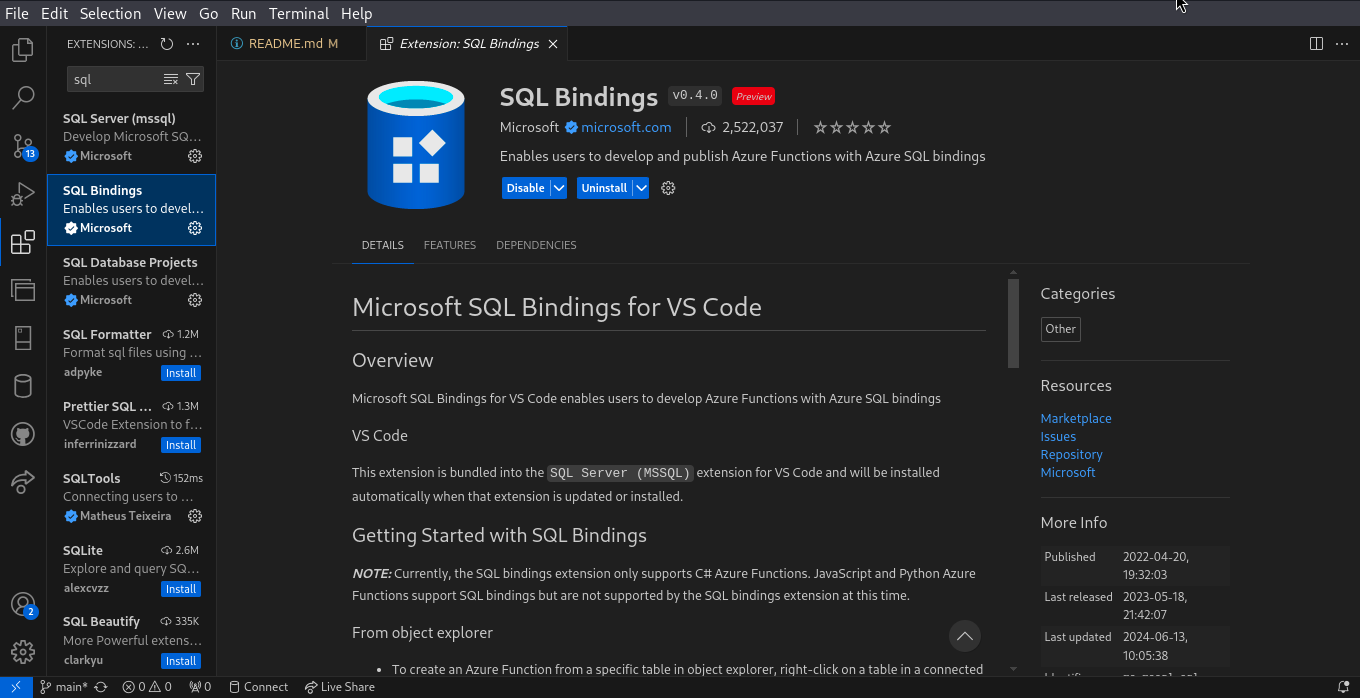 File Edit Selection View Go Run Terminal Help
EXTENSIONS: ...
README.md M
Extension: SQL Bindings
sql
13
2
SQL Server (mssql)
Develop Microsoft SQ...
Microsoft
SQL Bindings
Enables users to devel...
Microsoft
SQL Database Projects
Enables users to devel...
Microsoft
SQL Formatter 1.2M
Format sql files using ...
adpyke Install
Prettier SQL ... 1.3M
VSCode Extension to f...
inferrinizzard Install
SQLTools 152ms
Connecting users to ...
Matheus Teixeira
SQLite 2.6M
Explore and query SQ...
alexcvzz Install
SQL Beautify 335K
More Powerful extens...
clarkyu Install
SQL Bindings v0.4.0 Preview
Microsoft microsoft.com 2,522,037
Enables users to develop and publish Azure Functions with Azure SQL bindings
Disable Uninstall
DETAILS FEATURES DEPENDENCIES
Microsoft SQL Bindings for VS Code
Overview
Microsoft SQL Bindings for VS Code enables users to develop Azure Functions with Azure SQL bindings
VS Code
This extension is bundled into the SQL Server (MSSQL) extension for VS Code and will be installed
automatically when that extension is updated or installed.
Getting Started with SQL Bindings
NOTE: Currently, the SQL bindings extension only supports C# Azure Functions. JavaScript and Python Azure
Functions support SQL bindings but are not supported by the SQL bindings extension at this time.
From object explorer
• To create an Azure Function from a specific table in object explorer, right-click on a table in a connected
Categories
Other
Resources
Marketplace
Issues
Repository
Microsoft
More Info
Published 2022-04-20,
19:32:03
Last released 2023-05-18,
21:42:07
Last updated 2024-06-13,
10:05:38
main* 0 0 0 Connect Live Share